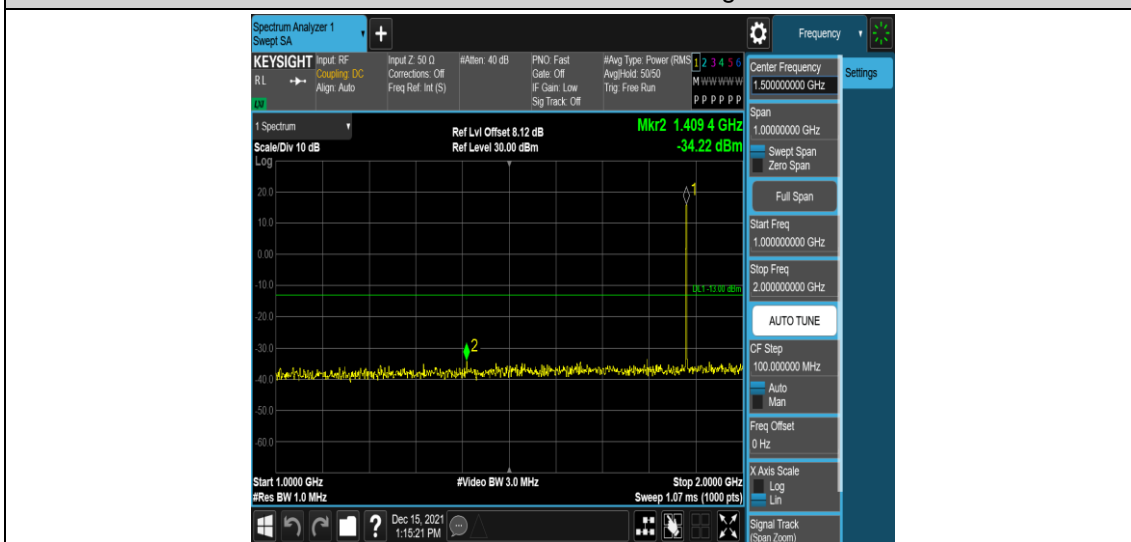 Spectrum Analyzer 1
Swept SA
+
Frequency
KEYSIGHT
RL
Input: RF
Coupling: DC
Align: Auto
Input Z: 50 Ω
Corrections: Off
Freq Ref: Int (S)
#Atten: 40 dB
PNO: Fast
Gate: Off
IF Gain: Low
Sig Track: Off
#Avg Type: Power (RMS
Avg|Hold: 50/50
Trig: Free Run
1 2 3 4 5 6
M W W W W W
P P P P P P
Center Frequency
1.500000000 GHz
Settings
1 Spectrum
Scale/Div 10 dB
Ref Lvl Offset 8.12 dB
Ref Level 30.00 dBm
Mkr2 1.409 4 GHz
-34.22 dBm
Span
1.00000000 GHz
Swept Span
Zero Span
Full Span
Start Freq
1.000000000 GHz
Stop Freq
2.000000000 GHz
AUTO TUNE
CF Step
100.000000 MHz
Auto
Man
Freq Offset
0 Hz
X Axis Scale
Log
Lin
Signal Track
(Span Zoom)
Log
1
20.0
10.0
0.00
-10.0
DL1 -13.00 dBm
-20.0
-30.0
2
-40.0
-50.0
-60.0
Start 1.0000 GHz
#Res BW 1.0 MHz
#Video BW 3.0 MHz
Stop 2.0000 GHz
Sweep 1.07 ms (1000 pts)
?
Dec 15, 2021
1:15:21 PM